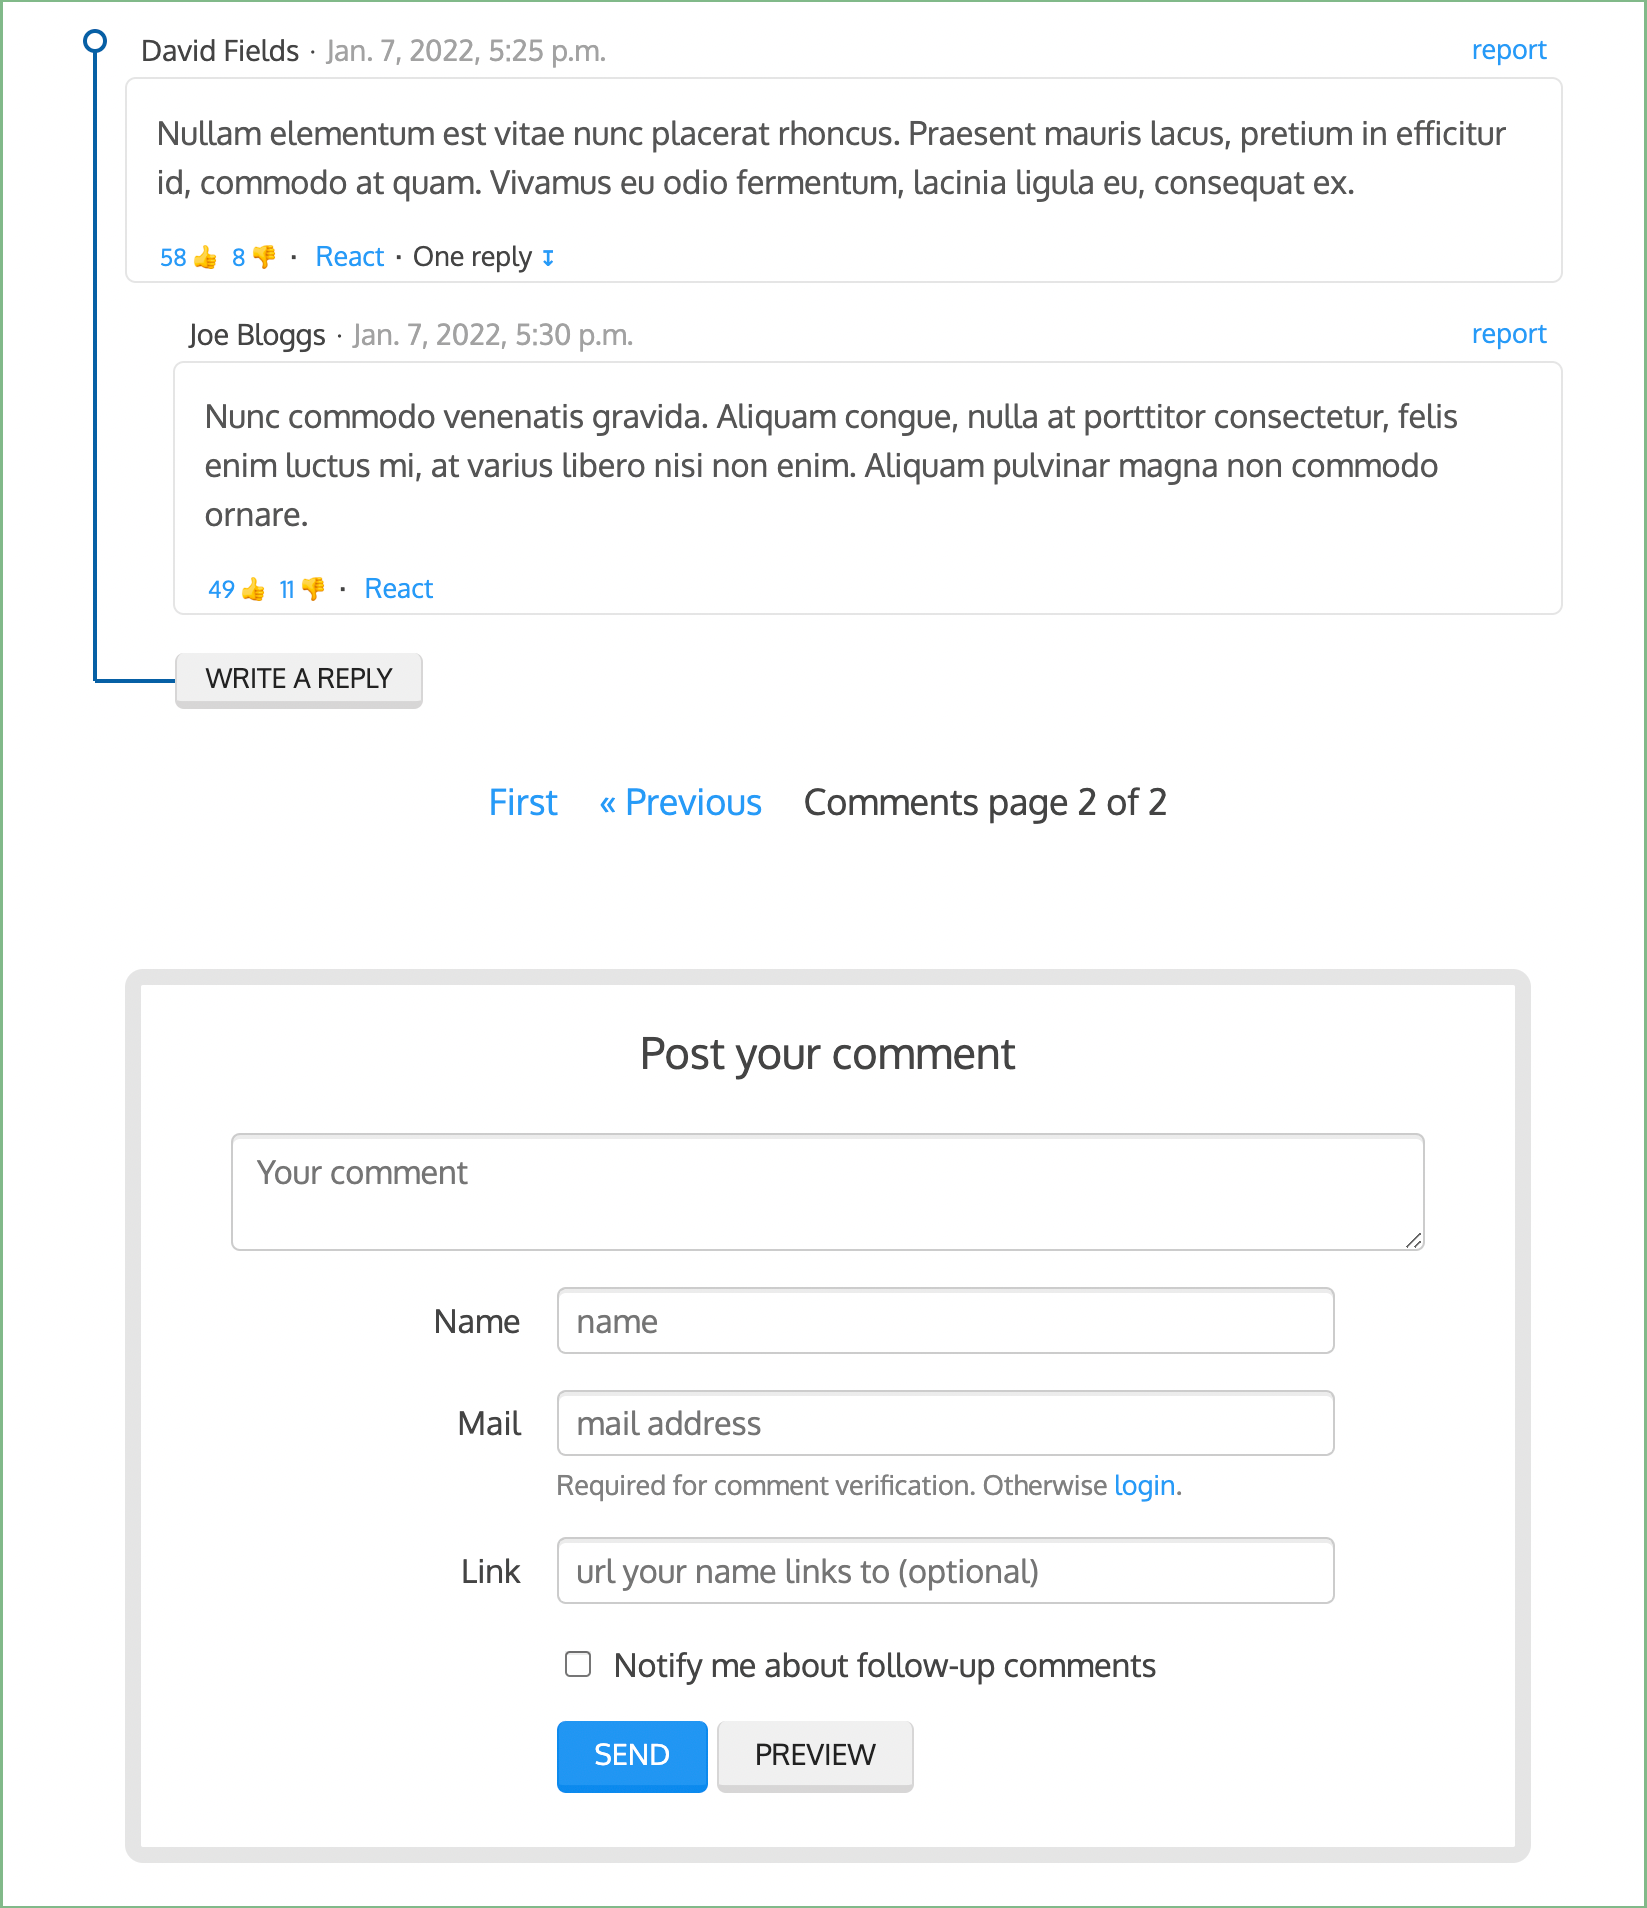 David Fields · Jan. 7, 2022, 5:25 p.m. report
Nullam elementum est vitae nunc placerat rhoncus. Praesent mauris lacus, pretium in efficitur
id, commodo at quam. Vivamus eu odio fermentum, lacinia ligula eu, consequat ex.
58 👍 8 👎 · React · One reply ↧
Joe Bloggs · Jan. 7, 2022, 5:30 p.m. report
Nunc commodo venenatis gravida. Aliquam congue, nulla at porttitor consectetur, felis
enim luctus mi, at varius libero nisi non enim. Aliquam pulvinar magna non commodo
ornare.
49 👍 11 👎 · React
WRITE A REPLY
First « Previous Comments page 2 of 2
Post your comment
Your comment
Name name
Mail mail address
Required for comment verification. Otherwise login.
Link url your name links to (optional)
Notify me about follow-up comments
SEND PREVIEW